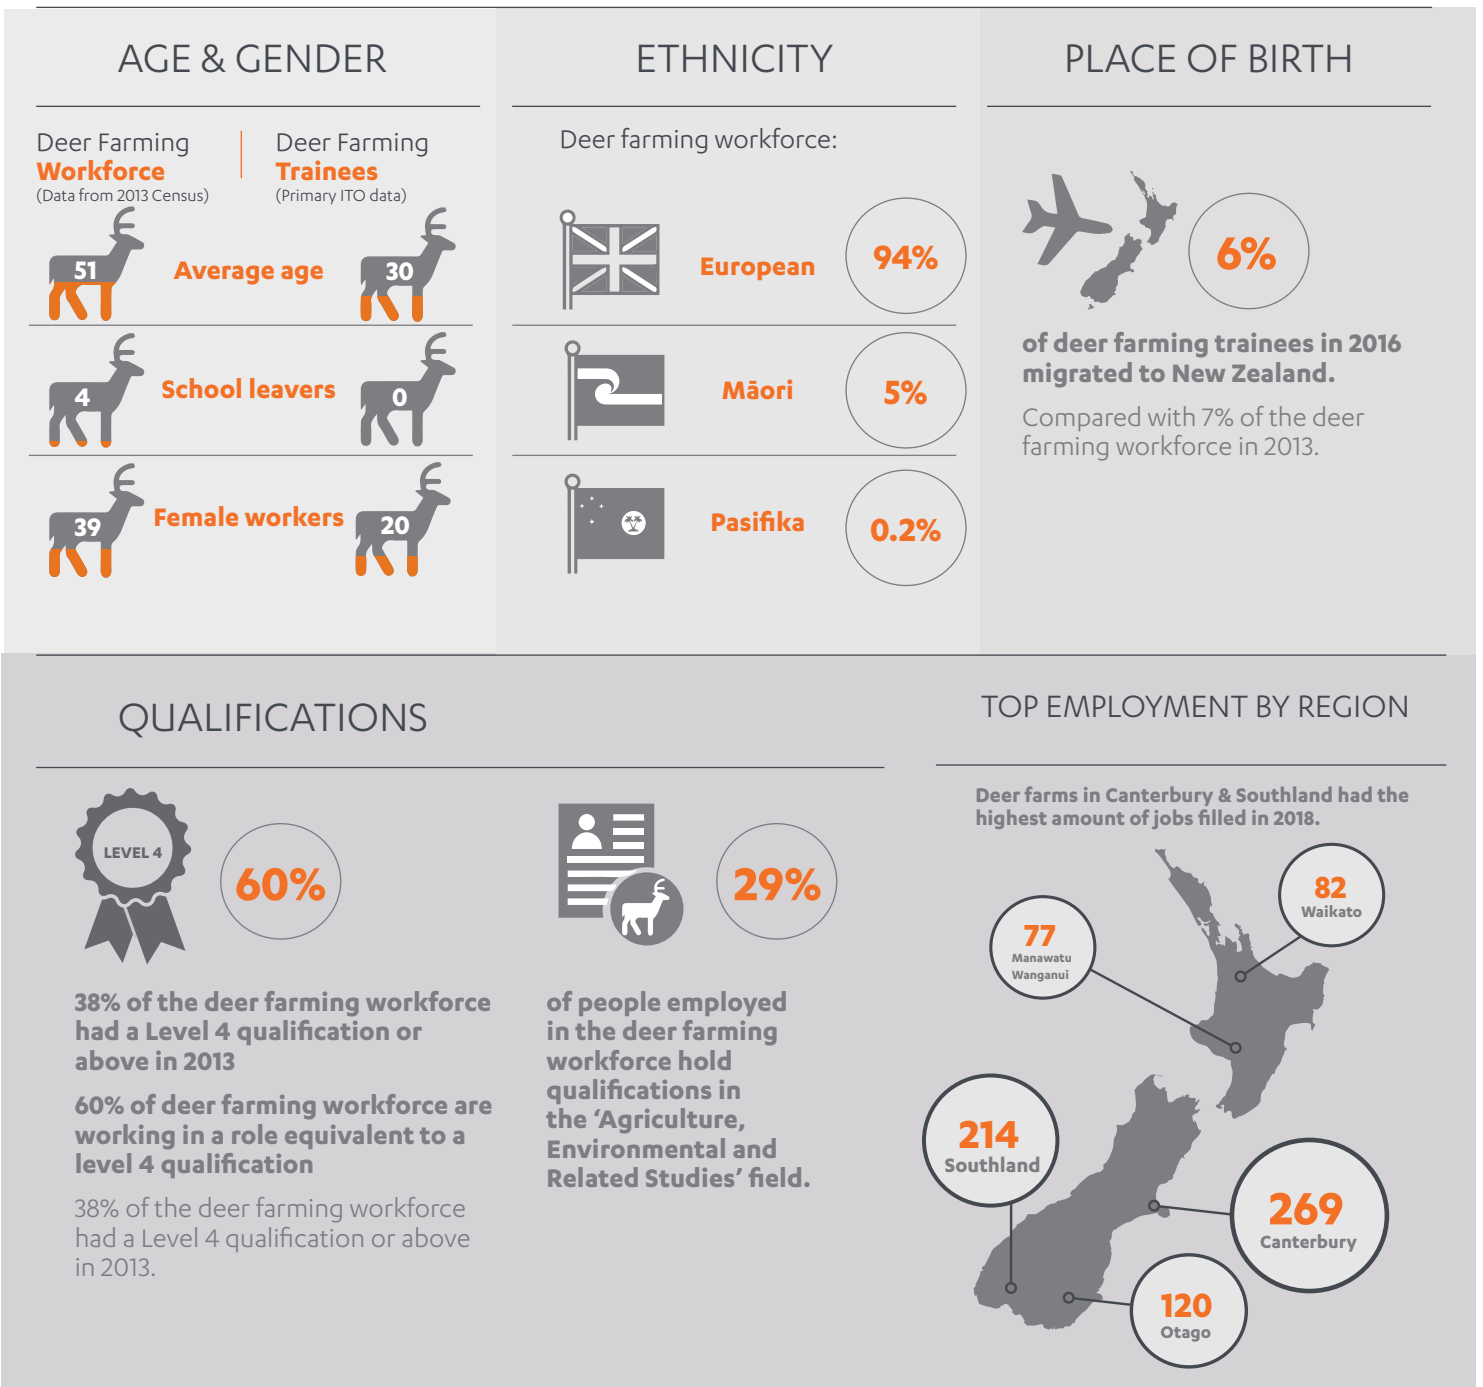 AGE & GENDER
Deer Farming
Workforce
(Data from 2013 Census)
Deer Farming
Trainees
(Primary ITO data)
51
Average age
30
4
School leavers
0
39
Female workers
20
ETHNICITY
Deer farming workforce:
European
94%
Māori
5%
Pasifika
0.2%
PLACE OF BIRTH
6%
of deer farming trainees in 2016
migrated to New Zealand.
Compared with 7% of the deer
farming workforce in 2013.
QUALIFICATIONS
LEVEL 4
60%
38% of the deer farming workforce
had a Level 4 qualification or
above in 2013
60% of deer farming workforce are
working in a role equivalent to a
level 4 qualification
38% of the deer farming workforce
had a Level 4 qualification or above
in 2013.
29%
of people employed
in the deer farming
workforce hold
qualifications in
the ‘Agriculture,
Environmental and
Related Studies’ field.
TOP EMPLOYMENT BY REGION
Deer farms in Canterbury & Southland had the
highest amount of jobs filled in 2018.
82
Waikato
77
Manawatu
Wanganui
214
Southland
269
Canterbury
120
Otago